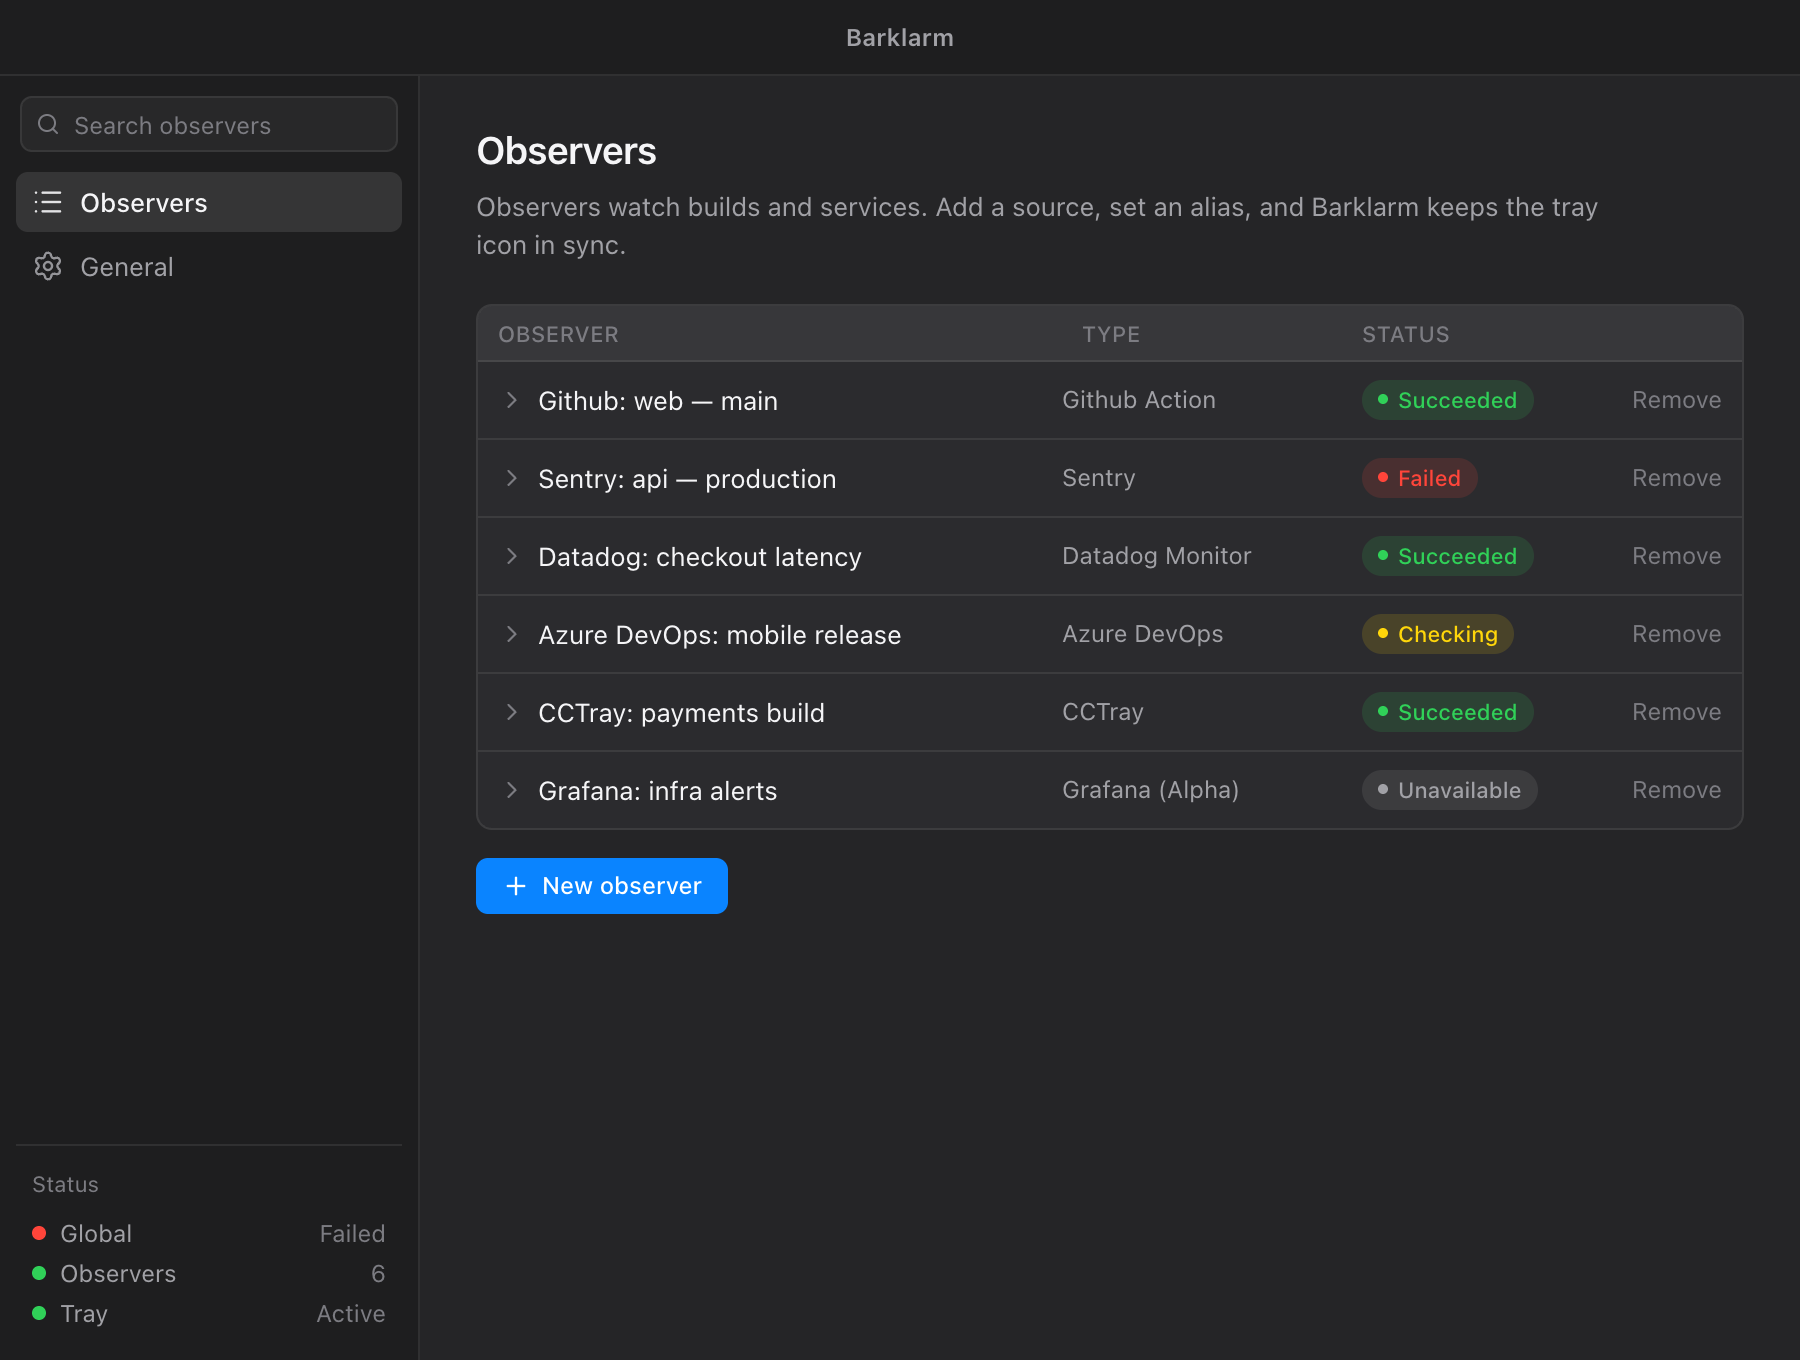 Barklarm
Search observers
Observers
General
Observers
Observers watch builds and services. Add a source, set an alias, and Barklarm keeps the tray
icon in sync.
OBSERVER TYPE STATUS
Github: web — main Github Action Succeeded Remove
Sentry: api — production Sentry Failed Remove
Datadog: checkout latency Datadog Monitor Succeeded Remove
Azure DevOps: mobile release Azure DevOps Checking Remove
CCTray: payments build CCTray Succeeded Remove
Grafana: infra alerts Grafana (Alpha) Unavailable Remove
New observer
Status
Global Failed
Observers 6
Tray Active